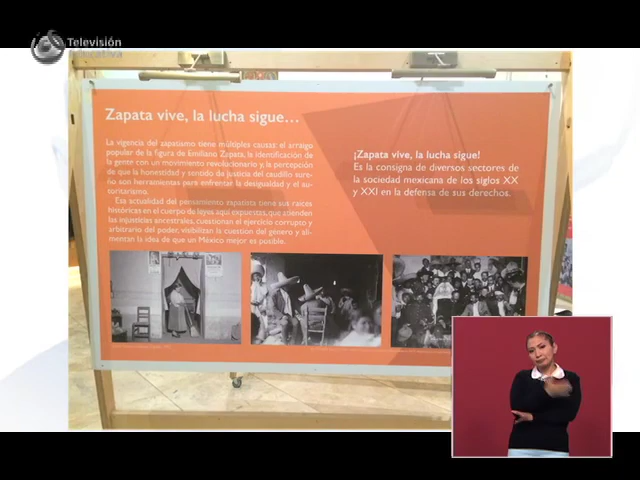 Televisión
educativa
Zapata vive, la lucha sigue...
La vigencia del zapatismo tiene múltiples causas: el arraigo
popular de la figura de Emiliano Zapata, la identificación de
la gente con un movimiento revolucionario y, la percepción
de que la honestidad y sentido de justicia del caudillo sure-
ño son herramientas para enfrentar la desigualdad y el au-
toritarismo.
Esa actualidad del pensamiento zapatista tiene sus raíces
históricas en el cuerpo de leyes aquí expuestas, que atienden
las injusticias ancestrales, cuestionan el ejercicio corrupto y
arbitrario del poder, visibilizan la cuestión del género y ali-
mentan la idea de que un México mejor es posible.
¡Zapata vive, la lucha sigue!
Es la consigna de diversos sectores de
la sociedad mexicana de los siglos XX
y XXI en la defensa de sus derechos.